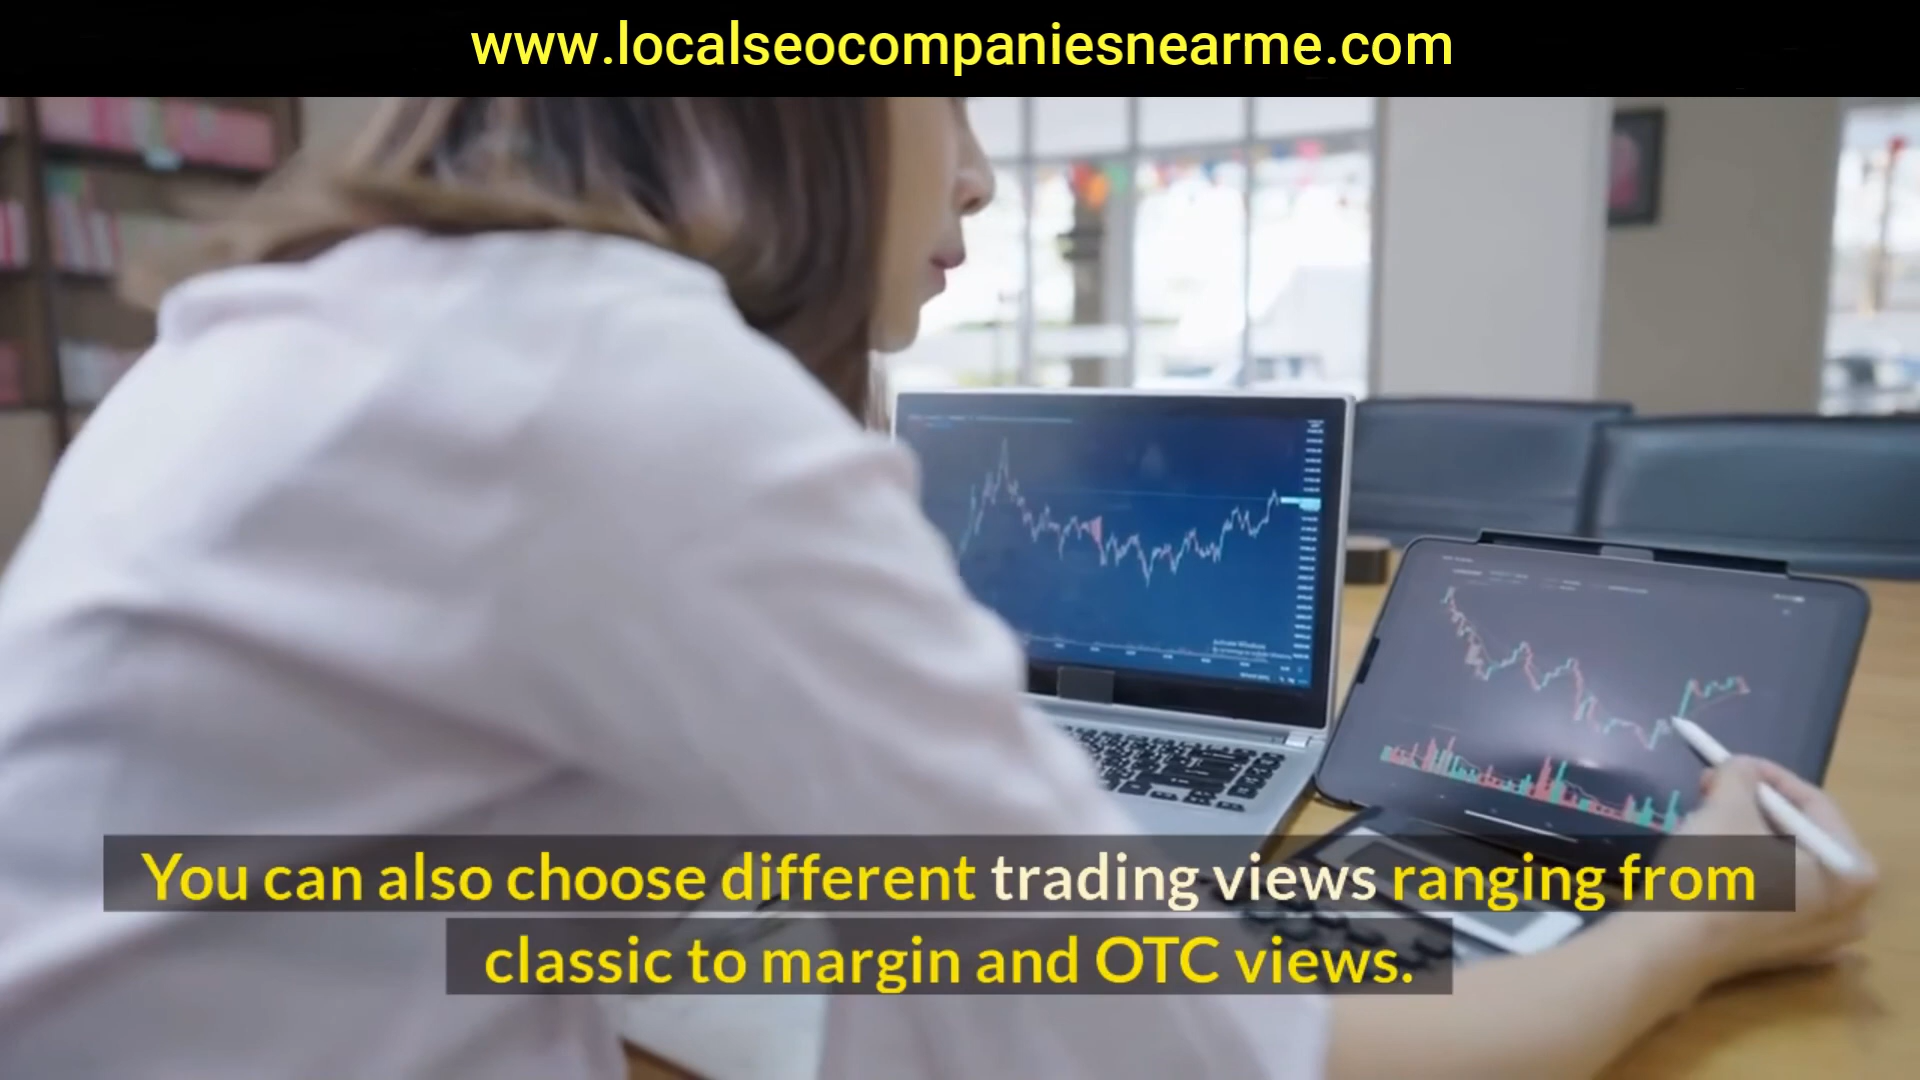 www.localseocompaniesnearme.com
You can also choose different trading views ranging from
classic to margin and OTC views.